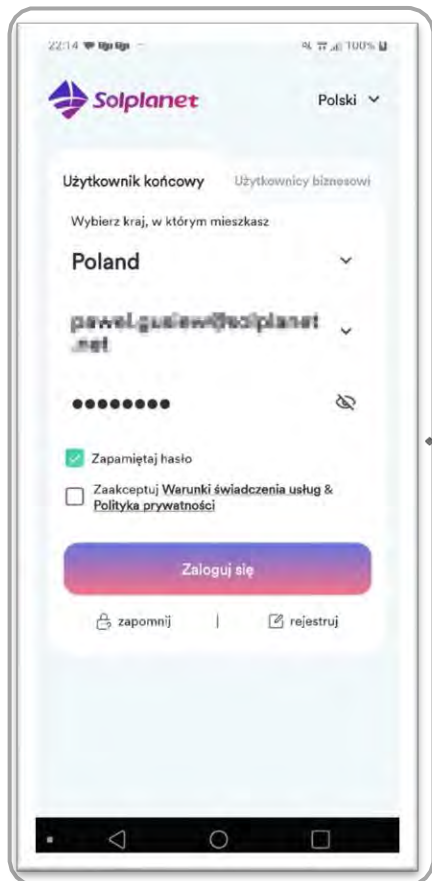 22:14
100%
Solplanet
Polski
Użytkownik końcowy
Użytkownicy biznesowi
Wybierz kraj, w którym mieszkasz
Poland
Zapamiętaj hasło
Zaakceptuj Warunki świadczenia usług &
Polityka prywatności
Zaloguj się
zapomnij | rejestruj